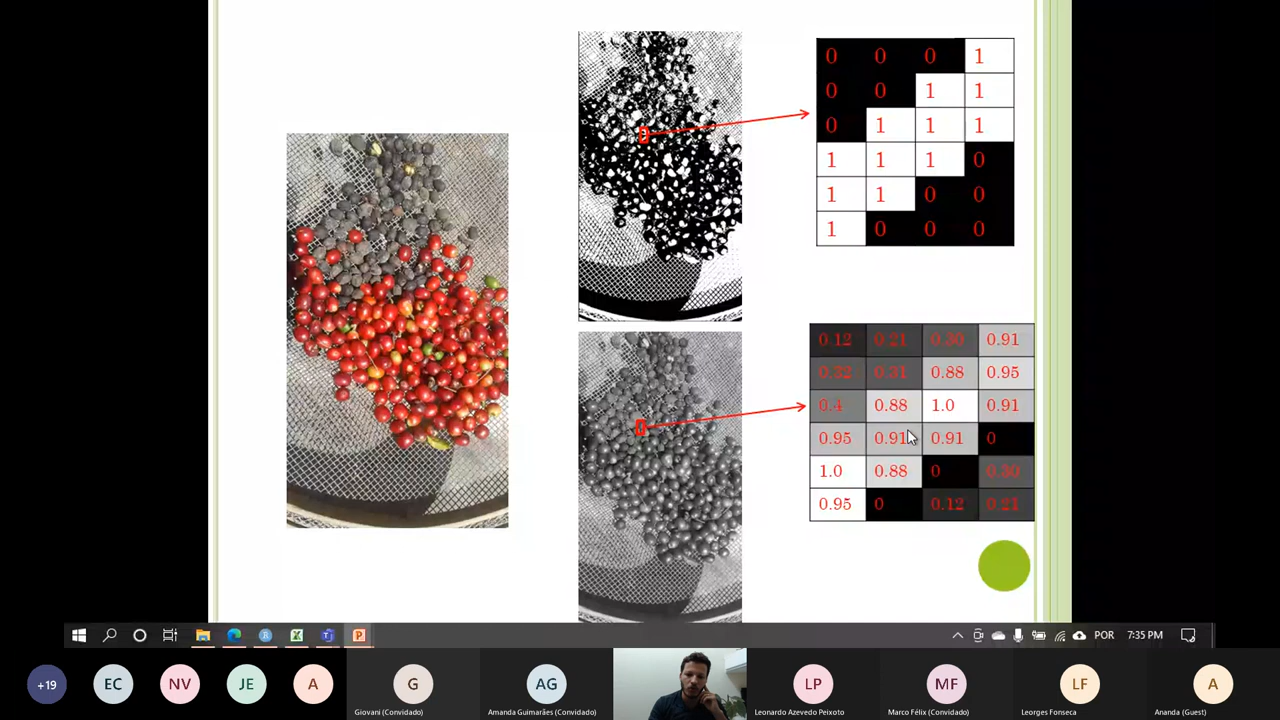 0 0 0 1
0 0 1 1
0 1 1 1
1 1 1 0
1 1 0 0
1 0 0 0
0.12 0.21 0.30 0.91
0.22 0.31 0.88 0.95
0.4 0.88 1.0 0.91
0.95 0.91 0.91 0
1.0 0.88 0 0.30
0.95 0 0.12 0.21
POR 7:35 PM
+19 EC NV JE A G AG LP MF LF A
Giovani (Convidado) Amanda Guimarães (Convidado) Leonardo Azevedo Peixoto Marco Félix (Convidado) Leorges Fonseca Ananda (Guest)